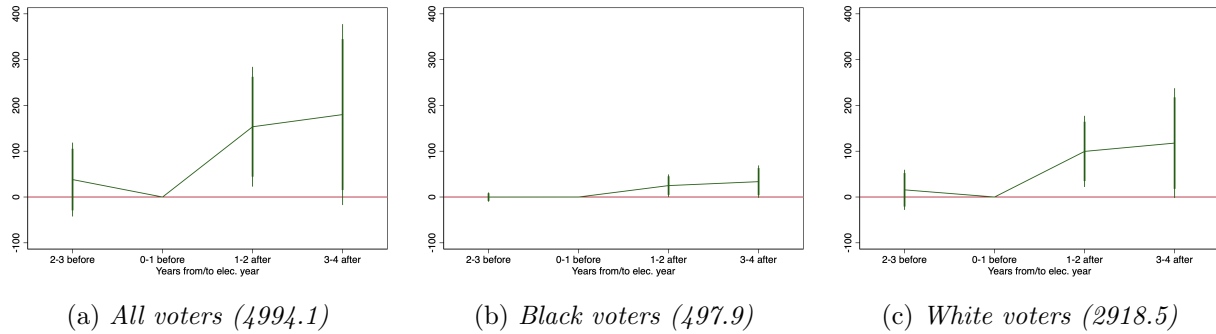 400
300
200
100
0
-100
2-3 before 0-1 before 1-2 after 3-4 after
Years from/to elec. year
(a) All voters (4994.1)
400
300
200
100
0
-100
2-3 before 0-1 before 1-2 after 3-4 after
Years from/to elec. year
(b) Black voters (497.9)
400
300
200
100
0
-100
2-3 before 0-1 before 1-2 after 3-4 after
Years from/to elec. year
(c) White voters (2918.5)